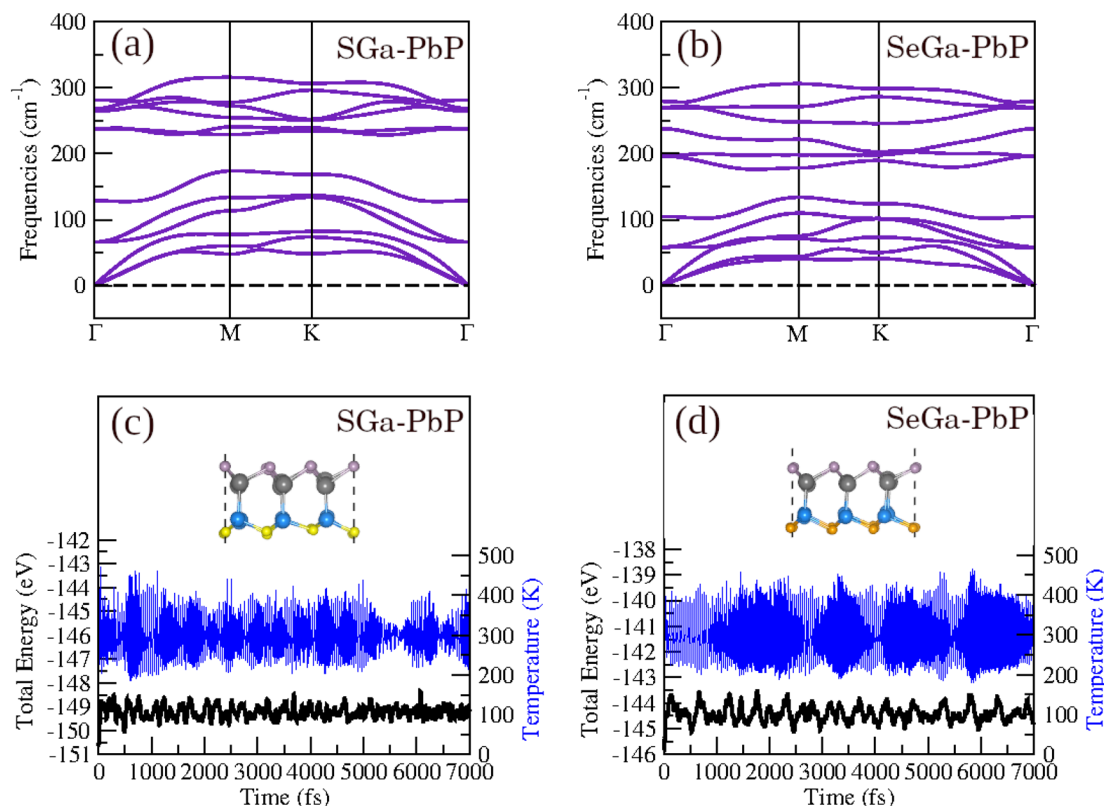 (a) SGa-PbP
400
300
200
100
0
Frequencies (cm⁻¹)
Γ M K Γ
(b) SeGa-PbP
400
300
200
100
0
Frequencies (cm⁻¹)
Γ M K Γ
(c) SGa-PbP
-142
-143
-144
-145
-146
-147
-148
-149
-150
-151
Total Energy (eV)
500
400
300
200
100
0
Temperature (K)
0 1000 2000 3000 4000 5000 6000 7000
Time (fs)
(d) SeGa-PbP
-138
-139
-140
-141
-142
-143
-144
-145
-146
Total Energy (eV)
500
400
300
200
100
0
Temperature (K)
0 1000 2000 3000 4000 5000 6000 7000
Time (fs)